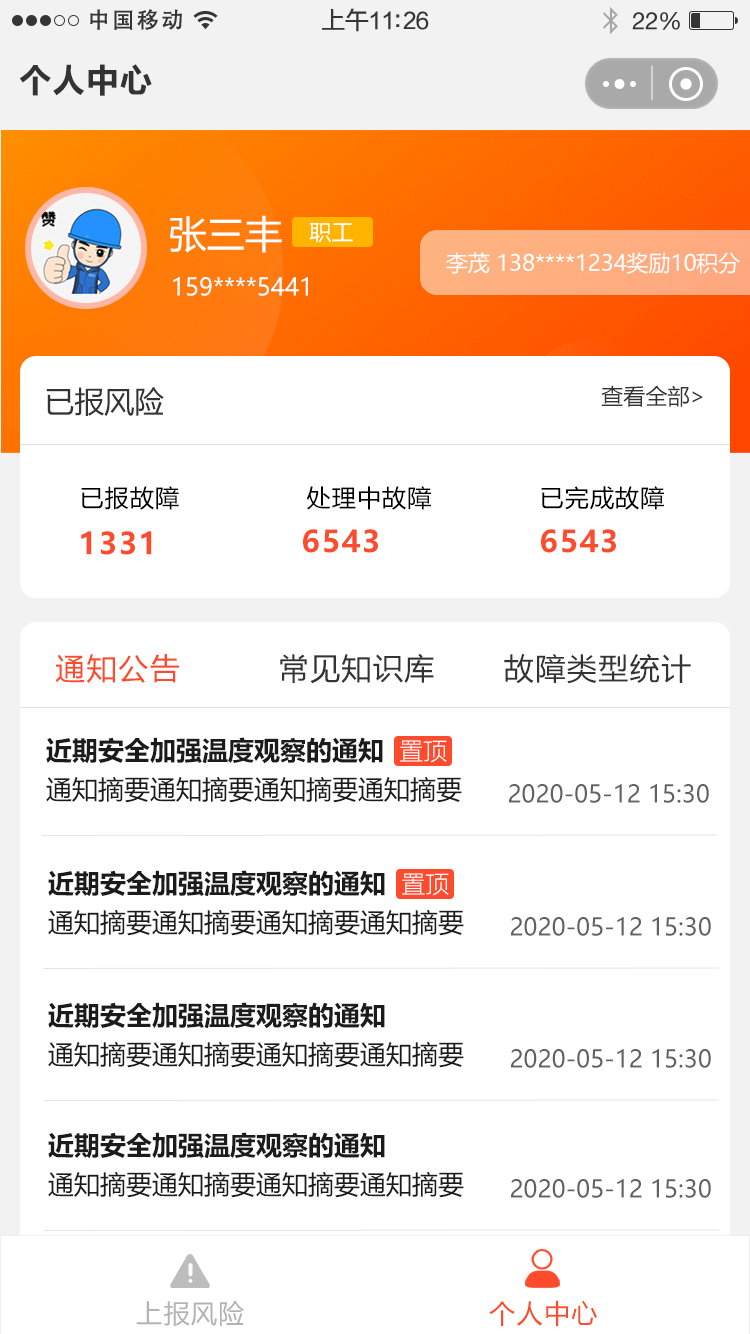 中国移动 上午11:26 22%
个人中心
赞
张三丰 职工
159****5441
李茂 138****1234奖励10积分
已报风险 查看全部>
已报故障 处理中故障 已完成故障
1331 6543 6543
通知公告 常见知识库 故障类型统计
近期安全加强温度观察的通知 置顶
通知摘要通知摘要通知摘要通知摘要 2020-05-12 15:30
近期安全加强温度观察的通知 置顶
通知摘要通知摘要通知摘要通知摘要 2020-05-12 15:30
近期安全加强温度观察的通知
通知摘要通知摘要通知摘要通知摘要 2020-05-12 15:30
近期安全加强温度观察的通知
通知摘要通知摘要通知摘要通知摘要 2020-05-12 15:30
上报风险 个人中心